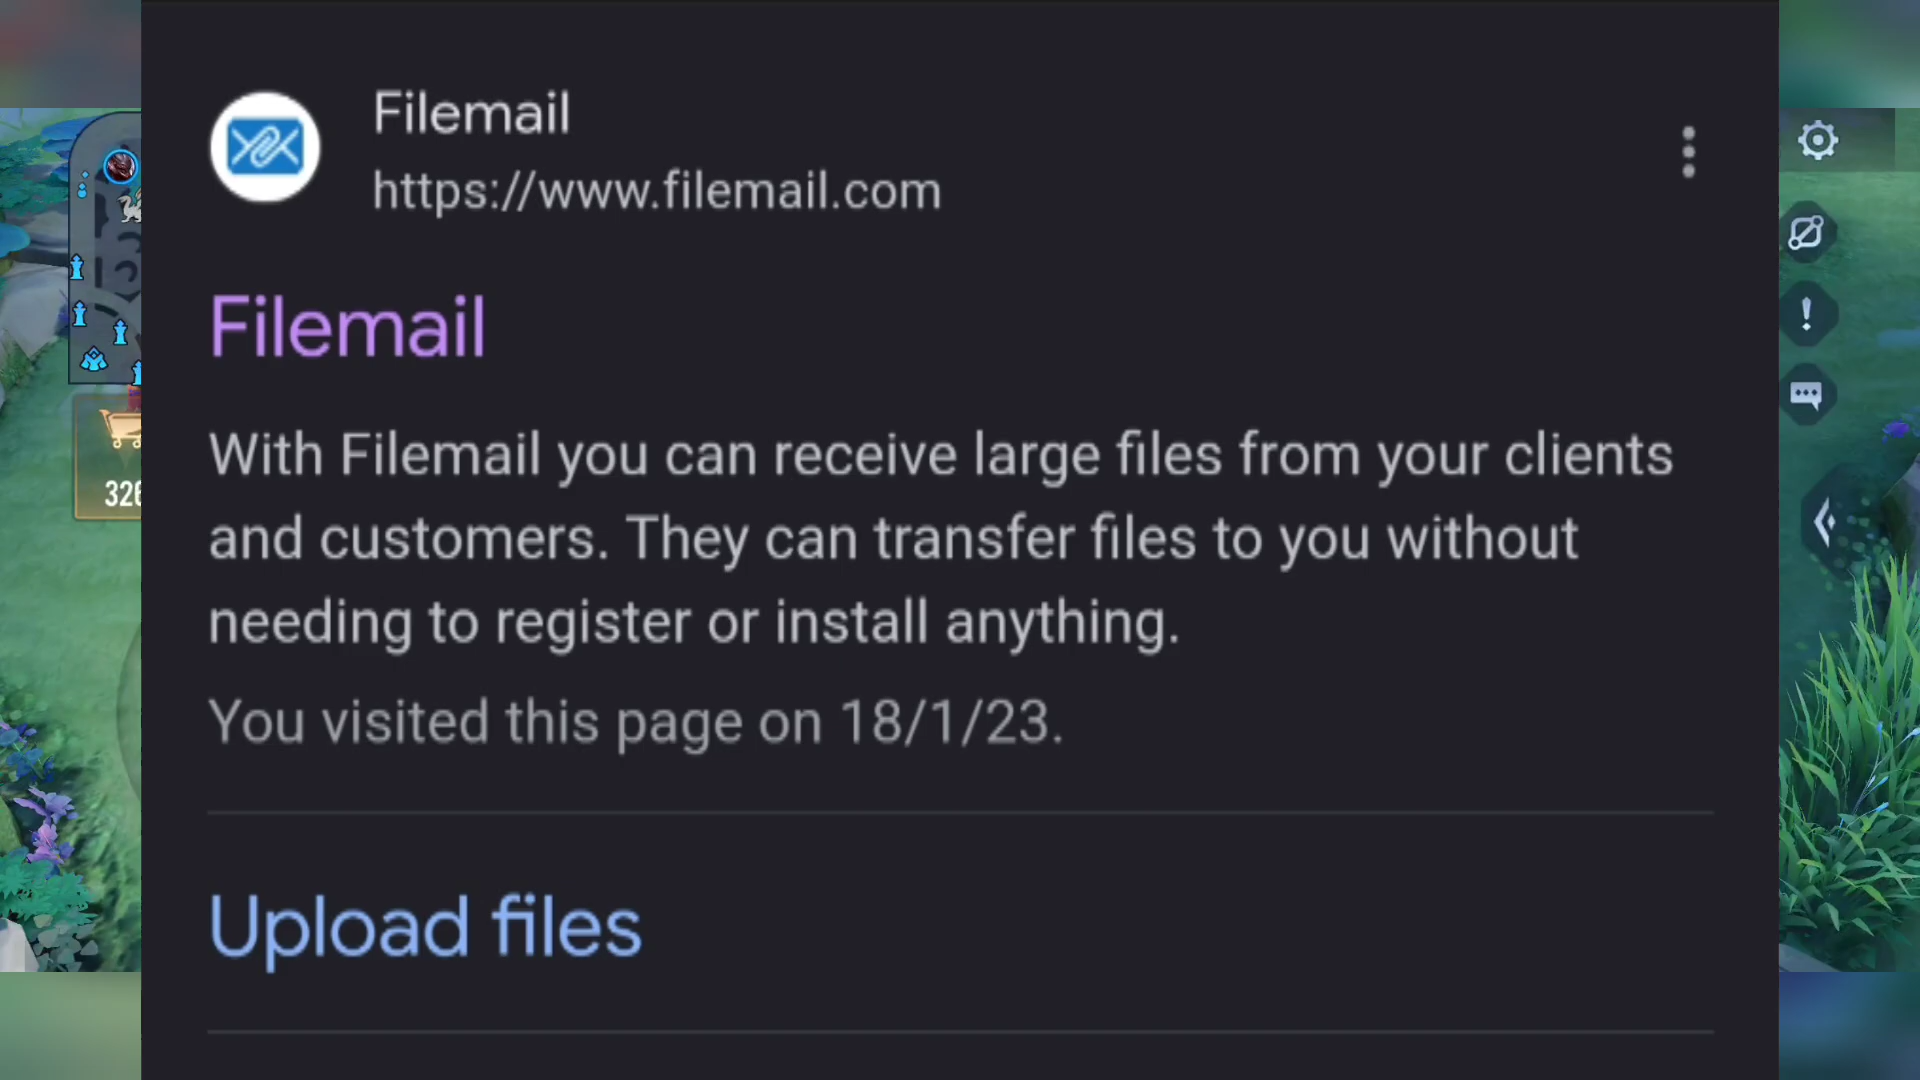 Filemail
https://www.filemail.com
Filemail
With Filemail you can receive large files from your clients
and customers. They can transfer files to you without
needing to register or install anything.
You visited this page on 18/1/23.
Upload files
326